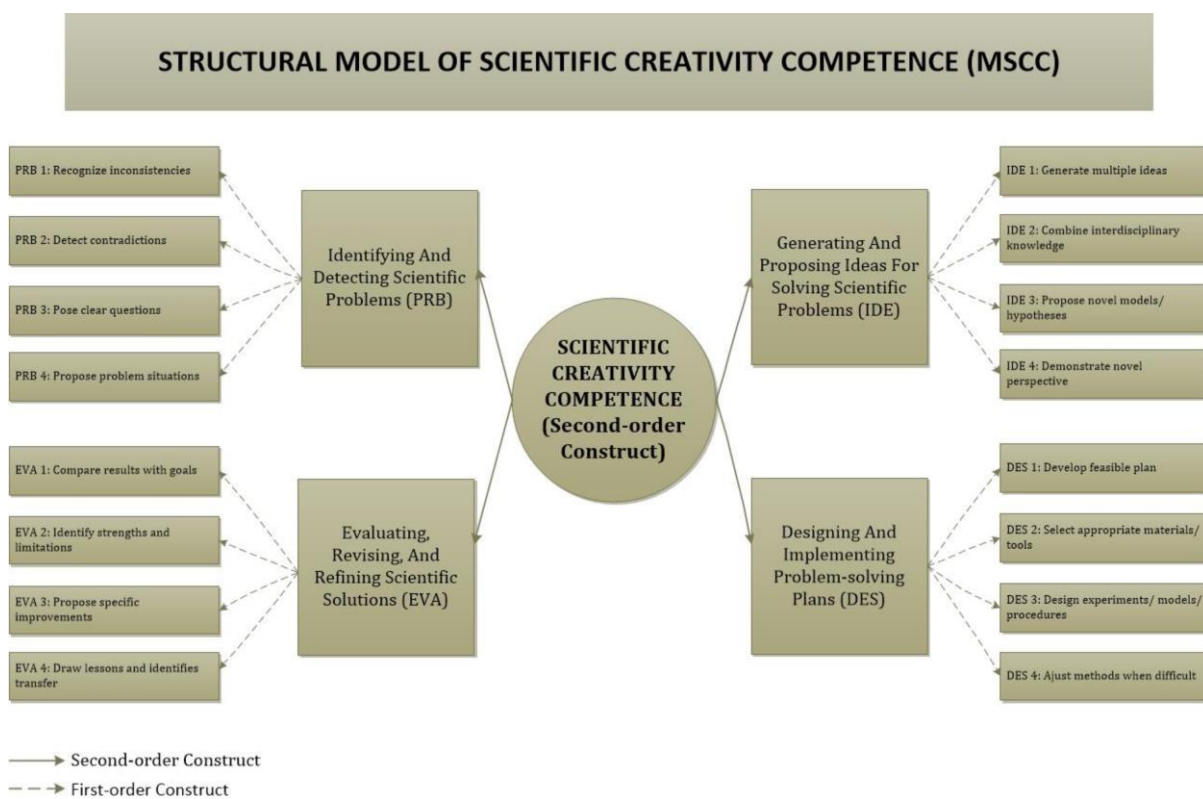 STRUCTURAL MODEL OF SCIENTIFIC CREATIVITY COMPETENCE (MSCC)
PRB 1: Recognize inconsistencies
PRB 2: Detect contradictions
PRB 3: Pose clear questions
PRB 4: Propose problem situations
Identifying And
Detecting Scientific
Problems (PRB)
Generating And
Proposing Ideas For
Solving Scientific
Problems (IDE)
IDE 1: Generate multiple ideas
IDE 2: Combine interdisciplinary
knowledge
IDE 3: Propose novel models/
hypotheses
IDE 4: Demonstrate novel
perspective
SCIENTIFIC
CREATIVITY
COMPETENCE
(Second-order
Construct)
EVA 1: Compare results with goals
EVA 2: Identify strengths and
limitations
EVA 3: Propose specific
improvements
EVA 4: Draw lessons and identifies
transfer
Evaluating,
Revising, And
Refining Scientific
Solutions (EVA)
Designing And
Implementing
Problem-solving
Plans (DES)
DES 1: Develop feasible plan
DES 2: Select appropriate materials/
tools
DES 3: Design experiments/ models/
procedures
DES 4: Ajust methods when difficult
Second-order Construct
First-order Construct